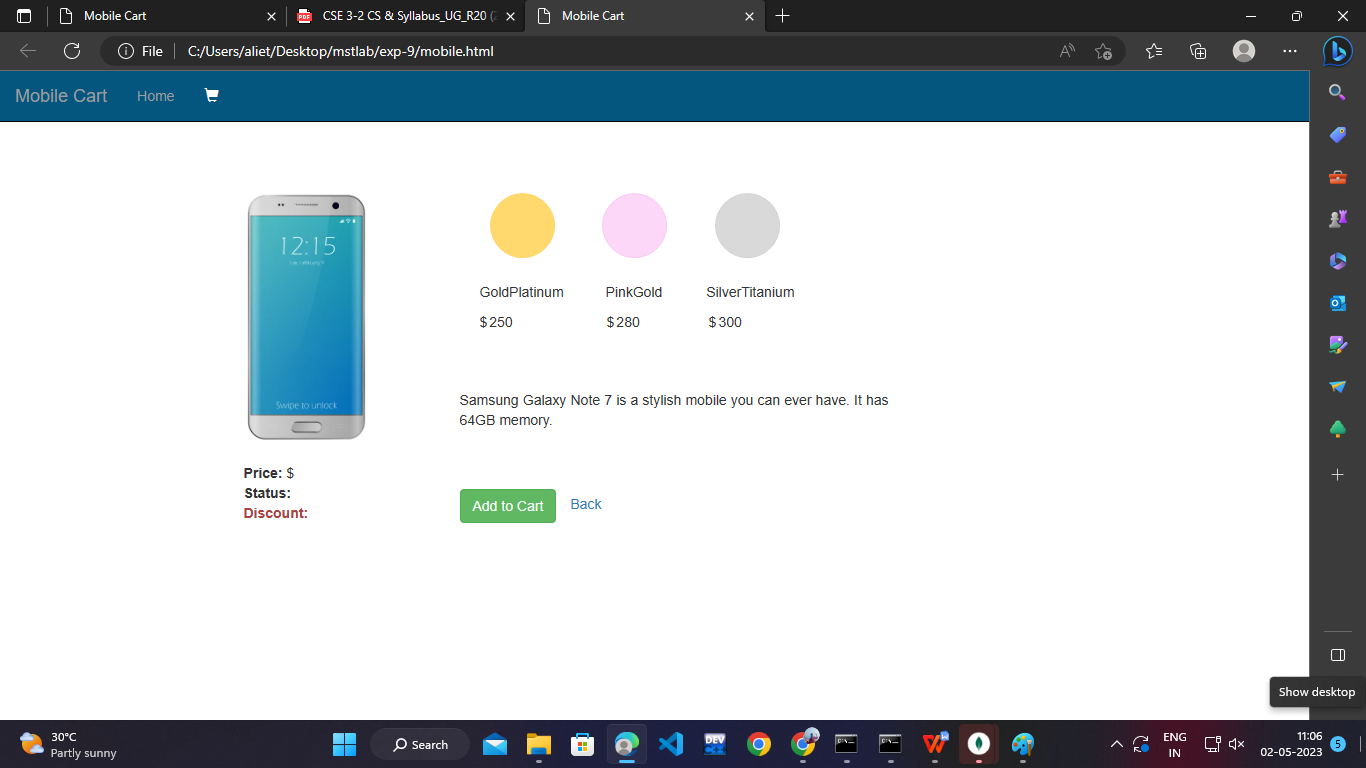 Mobile Cart
CSE 3-2 CS & Syllabus_UG_R20 (
Mobile Cart
File
C:/Users/aliet/Desktop/mstlab/exp-9/mobile.html
Mobile Cart Home
12:15
Swipe to unlock
GoldPlatinum PinkGold SilverTitanium
$250 $280 $300
Samsung Galaxy Note 7 is a stylish mobile you can ever have. It has
64GB memory.
Price: $
Status:
Discount:
Add to Cart Back
Show desktop
30°C
Partly sunny
Search
DEV
ENG
IN
11:06
02-05-2023
5